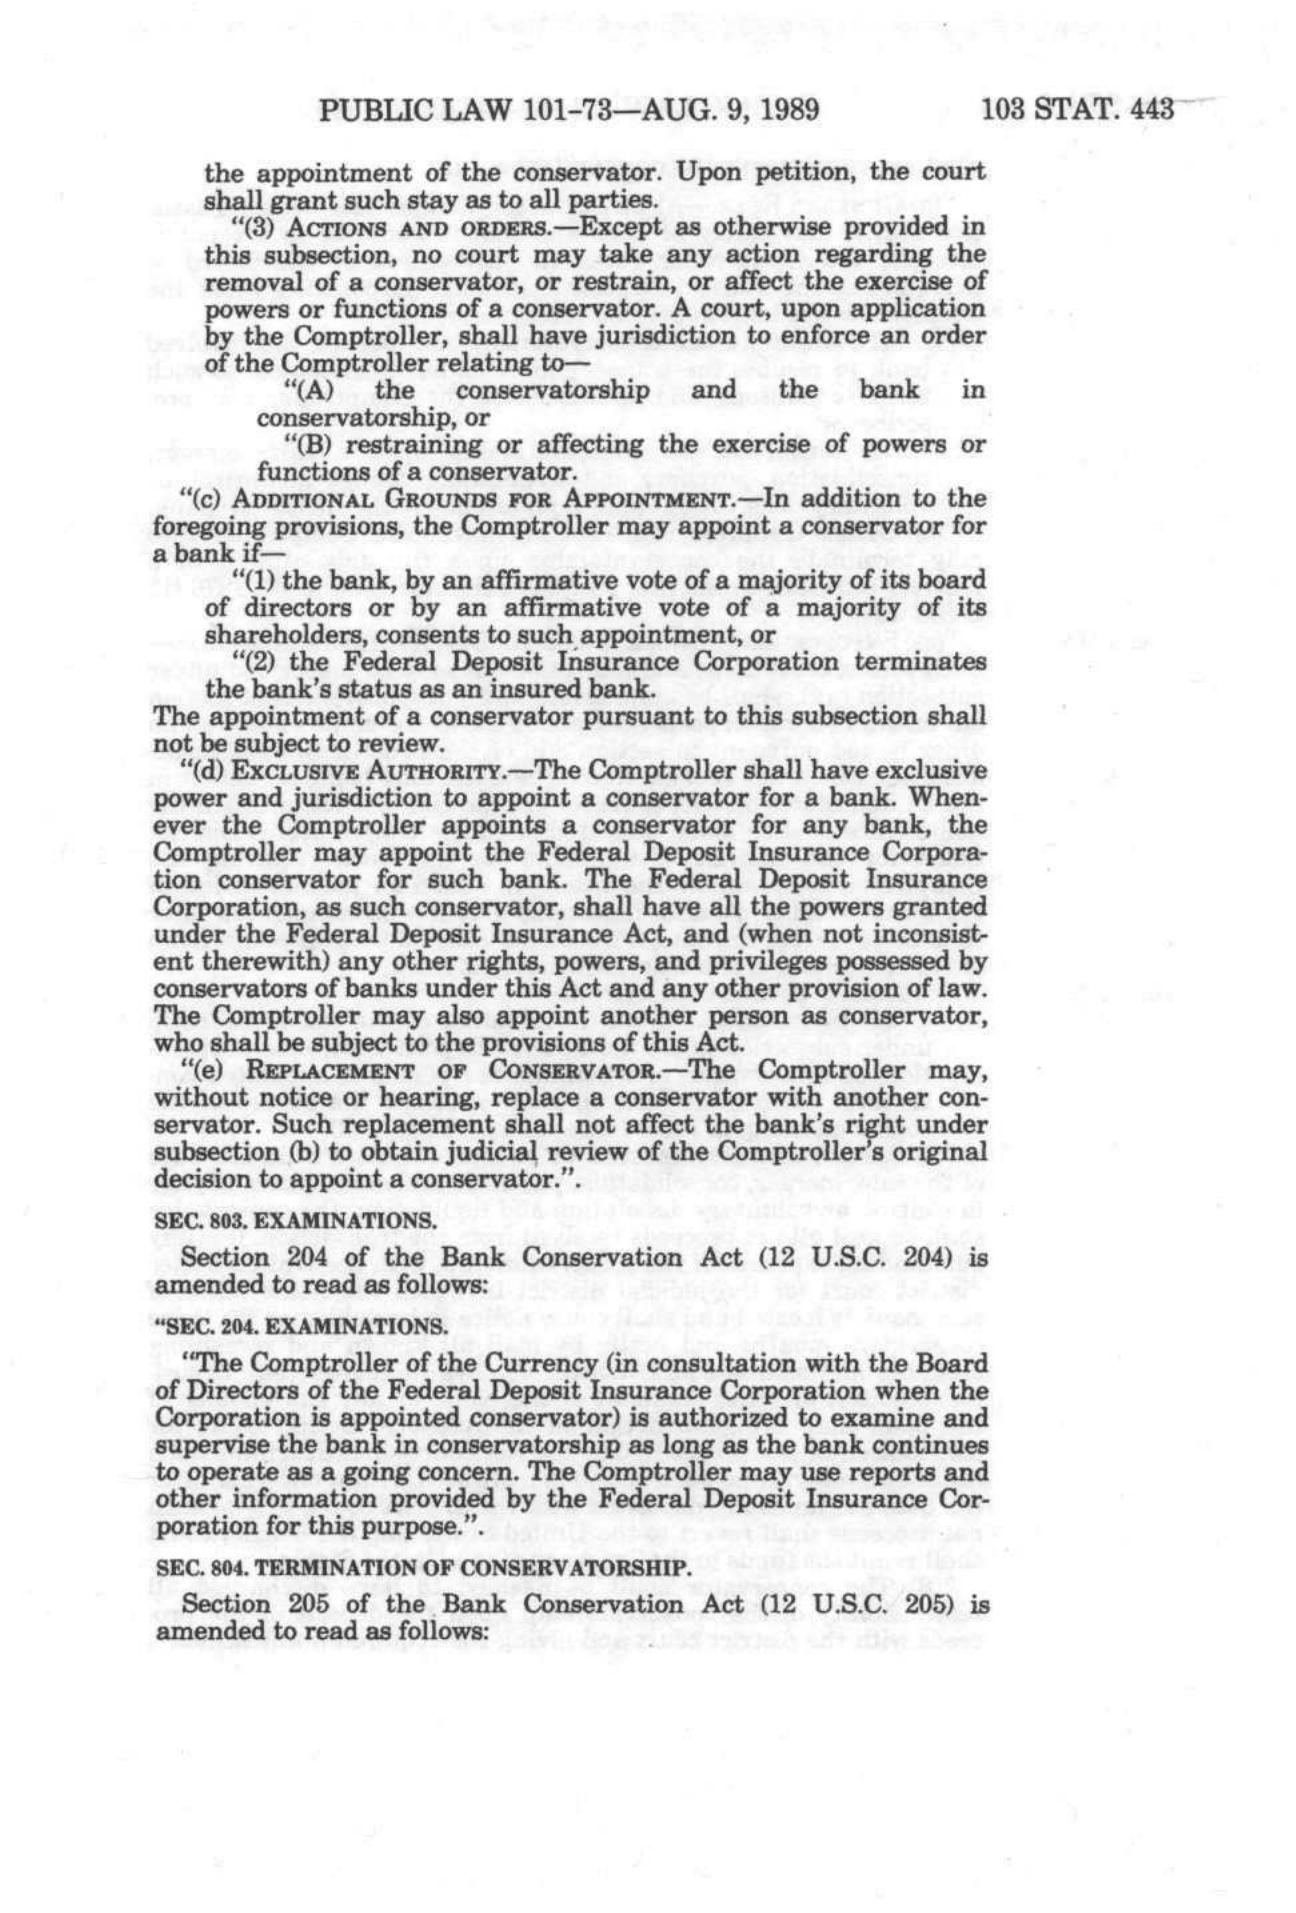 PUBLIC LAW 101-73—AUG. 9, 1989 103 STAT. 443
the appointment of the conservator. Upon petition, the court
shall grant such stay as to all parties.
"(3) ACTIONS AND ORDERS.—Except as otherwise provided in
this subsection, no court may take any action regarding the
removal of a conservator, or restrain, or affect the exercise of
powers or functions of a conservator. A court, upon application
by the Comptroller, shall have jurisdiction to enforce an order
of the Comptroller relating to—
"(A) the conservatorship and the bank in
conservatorship, or
"(B) restraining or affecting the exercise of powers or
functions of a conservator.
"(c) ADDITIONAL GROUNDS FOR APPOINTMENT.—In addition to the
foregoing provisions, the Comptroller may appoint a conservator for
a bank if—
"(1) the bank, by an affirmative vote of a majority of its board
of directors or by an affirmative vote of a majority of its
shareholders, consents to such appointment, or
"(2) the Federal Deposit Insurance Corporation terminates
the bank's status as an insured bank.
The appointment of a conservator pursuant to this subsection shall
not be subject to review.
"(d) EXCLUSIVE AUTHORITY.—The Comptroller shall have exclusive
power and jurisdiction to appoint a conservator for a bank. When-
ever the Comptroller appoints a conservator for any bank, the
Comptroller may appoint the Federal Deposit Insurance Corpora-
tion conservator for such bank. The Federal Deposit Insurance
Corporation, as such conservator, shall have all the powers granted
under the Federal Deposit Insurance Act, and (when not inconsist-
ent therewith) any other rights, powers, and privileges possessed by
conservators of banks under this Act and any other provision of law.
The Comptroller may also appoint another person as conservator,
who shall be subject to the provisions of this Act.
"(e) REPLACEMENT OF CONSERVATOR.—The Comptroller may,
without notice or hearing, replace a conservator with another con-
servator. Such replacement shall not affect the bank's right under
subsection (b) to obtain judicial review of the Comptroller's original
decision to appoint a conservator.".
SEC. 803. EXAMINATIONS.
Section 204 of the Bank Conservation Act (12 U.S.C. 204) is
amended to read as follows:
"SEC. 204. EXAMINATIONS.
"The Comptroller of the Currency (in consultation with the Board
of Directors of the Federal Deposit Insurance Corporation when the
Corporation is appointed conservator) is authorized to examine and
supervise the bank in conservatorship as long as the bank continues
to operate as a going concern. The Comptroller may use reports and
other information provided by the Federal Deposit Insurance Cor-
poration for this purpose.".
SEC. 804. TERMINATION OF CONSERVATORSHIP.
Section 205 of the Bank Conservation Act (12 U.S.C. 205) is
amended to read as follows: